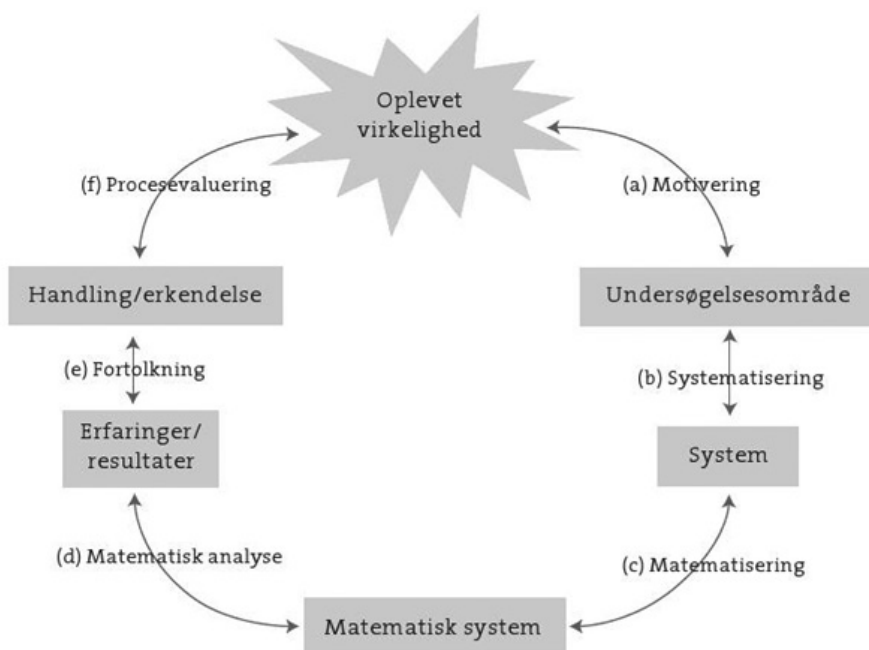 Oplevet
virkelighed
(f) Procesevaluering
(a) Motivering
Handling/erkendelse
Undersøgelsesområde
(e) Fortolkning
(b) Systematisering
Erfaringer/
resultater
System
(d) Matematisk analyse
(c) Matematisering
Matematisk system